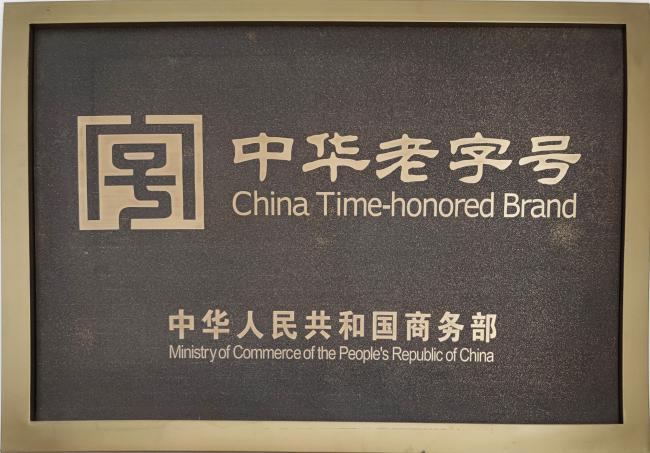 中华老字号
China Time-honored Brand
中华人民共和国商务部
Ministry of Commerce of the People's Republic of China